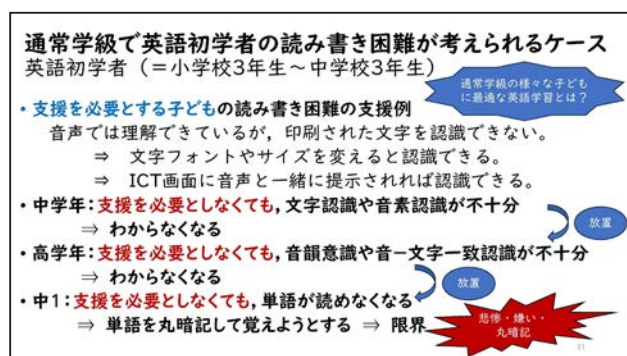 通常学級で英語初学者の読み書き困難が考えられるケース
英語初学者（＝小学校3年生～中学校3年生）
通常学級の様々な子ども
に最適な英語学習とは？
・支援を必要とする子どもの読み書き困難の支援例
音声では理解できているが，印刷された文字を認識できない。
⇒ 文字フォントやサイズを変えると認識できる。
⇒ ICT画面に音声と一緒に提示されれば認識できる。
・中学年：支援を必要としなくても，文字認識や音素認識が不十分
⇒ わからなくなる
放置
・高学年：支援を必要としなくても，音韻意識や音－文字一致認識が不十分
⇒ わからなくなる
放置
・中1：支援を必要としなくても，単語が読めなくなる
⇒ 単語を丸暗記して覚えようとする ⇒ 限界
悲惨・嫌い・
丸暗記
11